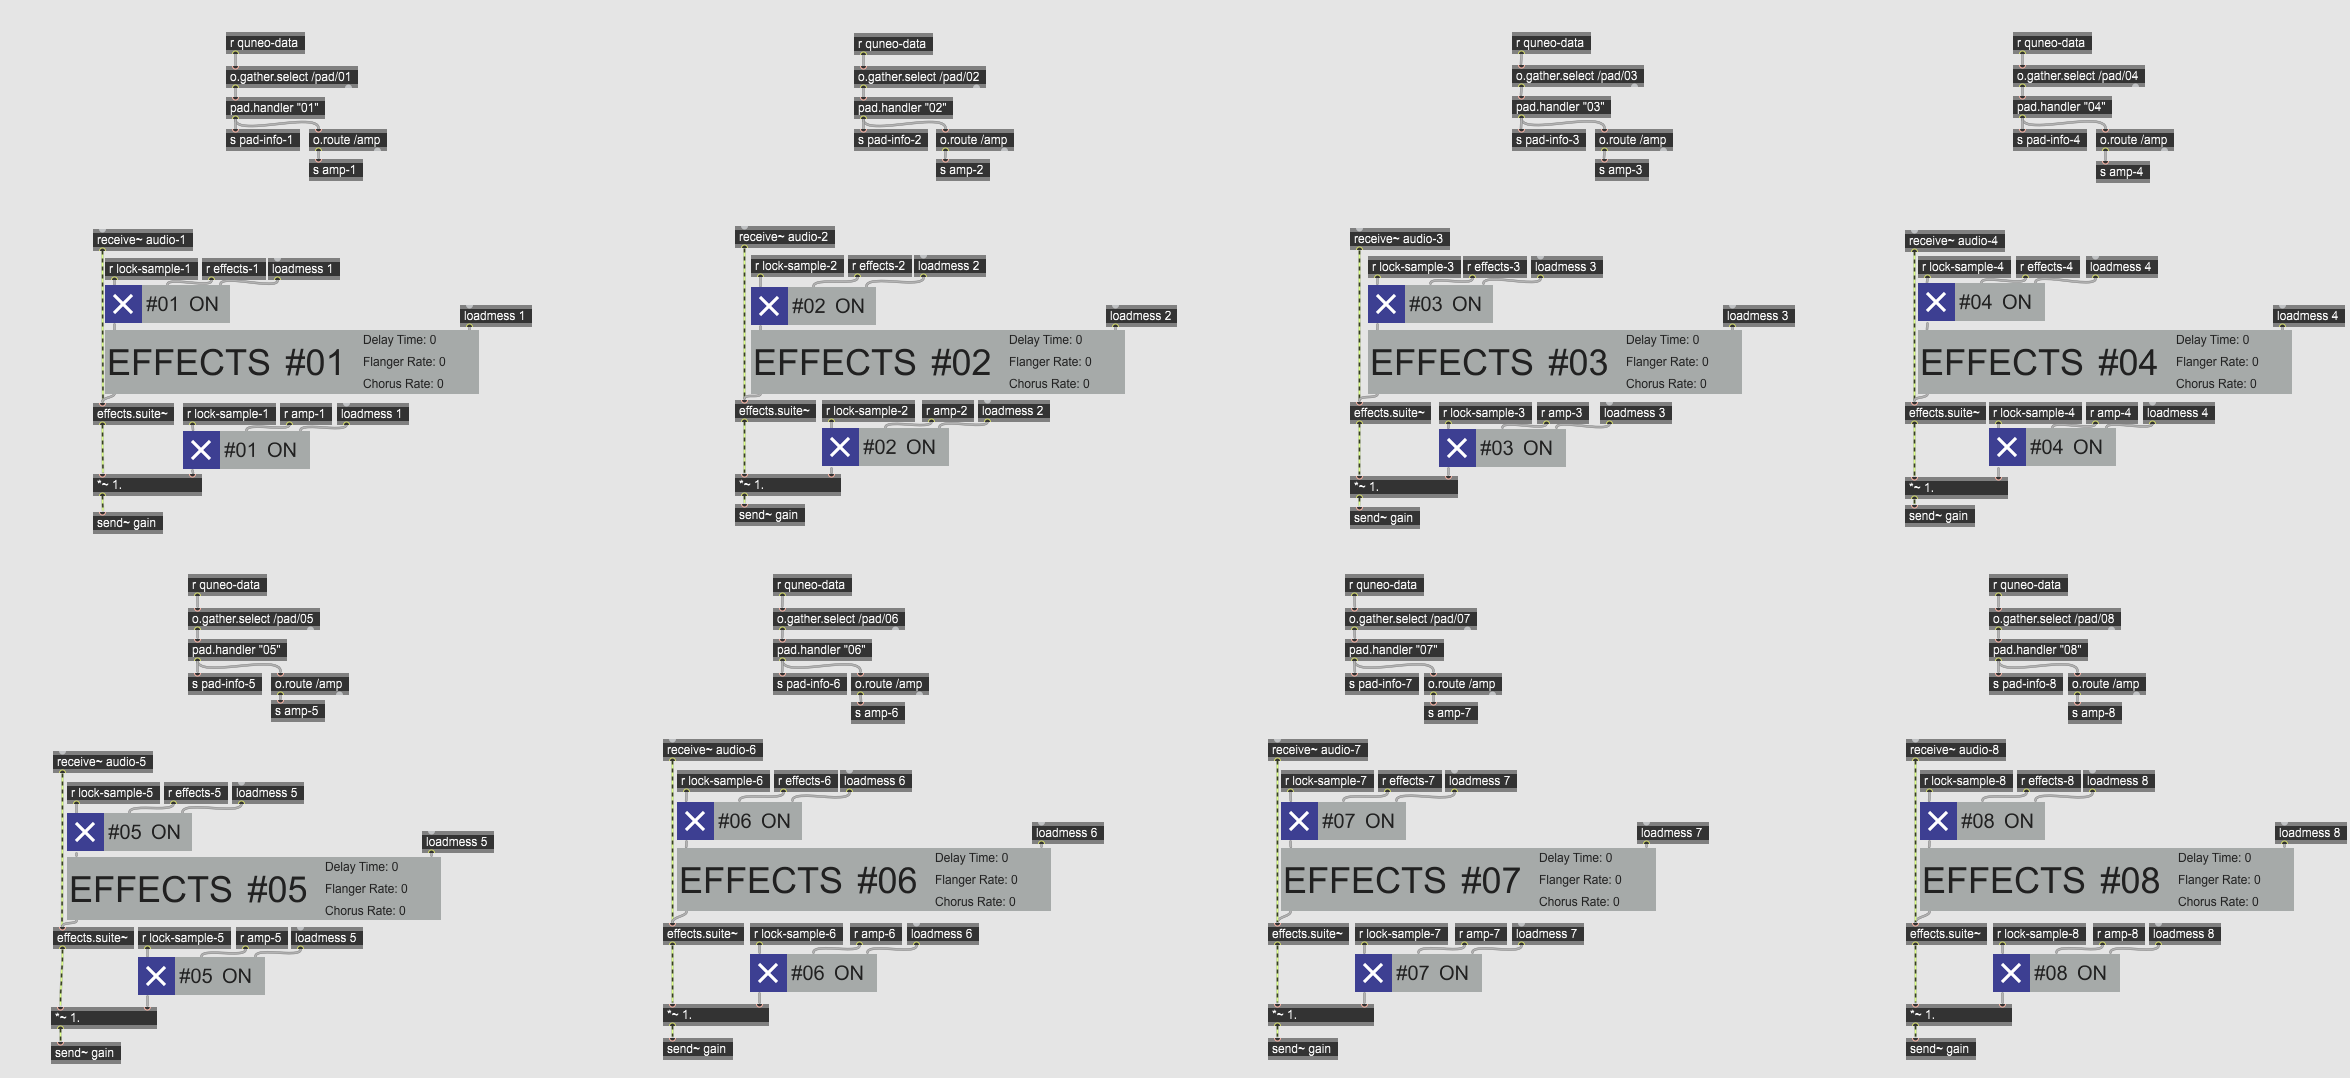 r quneo-data
o.gather.select /pad/01
pad.handler "01"
s pad-info-1
o.route /amp
s amp-1
receive~ audio-1
r lock-sample-1
r effects-1
loadmess 1
#01 ON
loadmess 1
EFFECTS #01
Delay Time: 0
Flanger Rate: 0
Chorus Rate: 0
effects.suite~
r lock-sample-1
r amp-1
loadmess 1
#01 ON
*~ 1.
send~ gain
r quneo-data
o.gather.select /pad/02
pad.handler "02"
s pad-info-2
o.route /amp
s amp-2
receive~ audio-2
r lock-sample-2
r effects-2
loadmess 2
#02 ON
loadmess 2
EFFECTS #02
Delay Time: 0
Flanger Rate: 0
Chorus Rate: 0
effects.suite~
r lock-sample-2
r amp-2
loadmess 2
#02 ON
*~ 1.
send~ gain
r quneo-data
o.gather.select /pad/03
pad.handler "03"
s pad-info-3
o.route /amp
s amp-3
receive~ audio-3
r lock-sample-3
r effects-3
loadmess 3
#03 ON
loadmess 3
EFFECTS #03
Delay Time: 0
Flanger Rate: 0
Chorus Rate: 0
effects.suite~
r lock-sample-3
r amp-3
loadmess 3
#03 ON
*~ 1.
send~ gain
r quneo-data
o.gather.select /pad/04
pad.handler "04"
s pad-info-4
o.route /amp
s amp-4
receive~ audio-4
r lock-sample-4
r effects-4
loadmess 4
#04 ON
loadmess 4
EFFECTS #04
Delay Time: 0
Flanger Rate: 0
Chorus Rate: 0
effects.suite~
r lock-sample-4
r amp-4
loadmess 4
#04 ON
*~ 1.
send~ gain
r quneo-data
o.gather.select /pad/05
pad.handler "05"
s pad-info-5
o.route /amp
s amp-5
receive~ audio-5
r lock-sample-5
r effects-5
loadmess 5
#05 ON
loadmess 5
EFFECTS #05
Delay Time: 0
Flanger Rate: 0
Chorus Rate: 0
effects.suite~
r lock-sample-5
r amp-5
loadmess 5
#05 ON
*~ 1.
send~ gain
r quneo-data
o.gather.select /pad/06
pad.handler "06"
s pad-info-6
o.route /amp
s amp-6
receive~ audio-6
r lock-sample-6
r effects-6
loadmess 6
#06 ON
loadmess 6
EFFECTS #06
Delay Time: 0
Flanger Rate: 0
Chorus Rate: 0
effects.suite~
r lock-sample-6
r amp-6
loadmess 6
#06 ON
*~ 1.
send~ gain
r quneo-data
o.gather.select /pad/07
pad.handler "07"
s pad-info-7
o.route /amp
s amp-7
receive~ audio-7
r lock-sample-7
r effects-7
loadmess 7
#07 ON
loadmess 7
EFFECTS #07
Delay Time: 0
Flanger Rate: 0
Chorus Rate: 0
effects.suite~
r lock-sample-7
r amp-7
loadmess 7
#07 ON
*~ 1.
send~ gain
r quneo-data
o.gather.select /pad/08
pad.handler "08"
s pad-info-8
o.route /amp
s amp-8
receive~ audio-8
r lock-sample-8
r effects-8
loadmess 8
#08 ON
loadmess 8
EFFECTS #08
Delay Time: 0
Flanger Rate: 0
Chorus Rate: 0
effects.suite~
r lock-sample-8
r amp-8
loadmess 8
#08 ON
*~ 1.
send~ gain